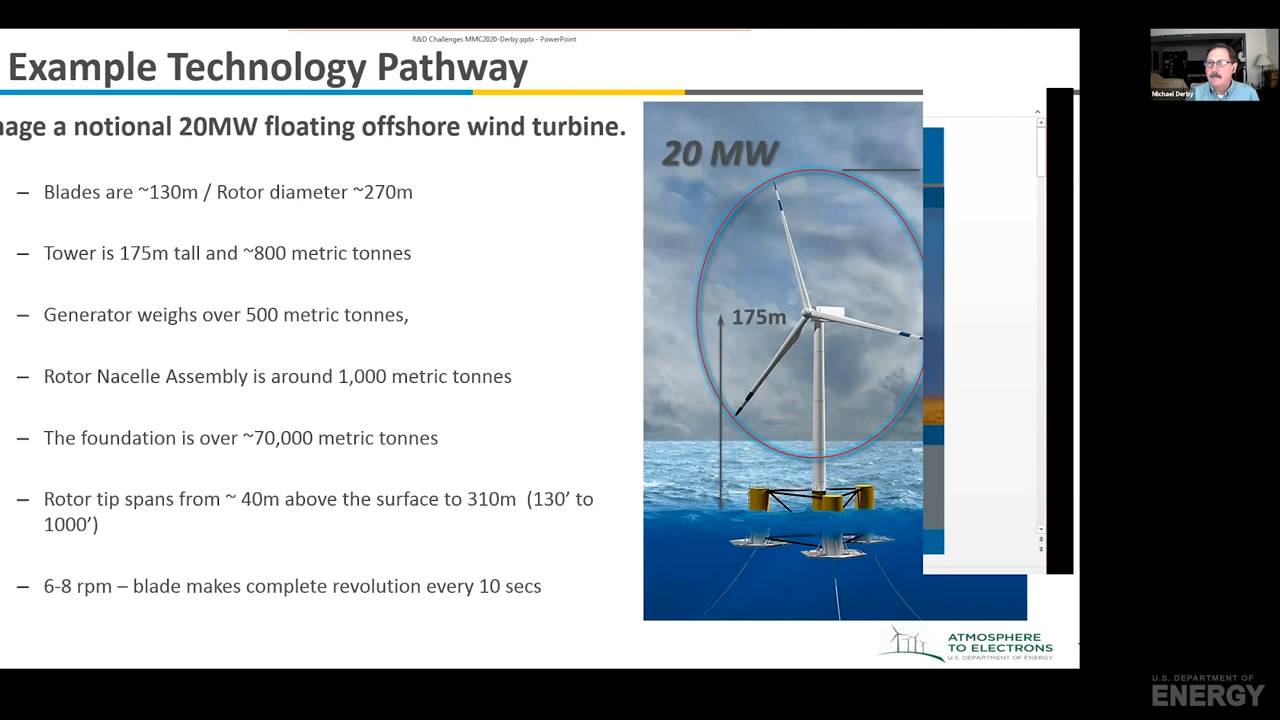 R&D Challenges MMC2020-Derby.pptx - PowerPoint
Example Technology Pathway
nage a notional 20MW floating offshore wind turbine.
– Blades are ~130m / Rotor diameter ~270m
– Tower is 175m tall and ~800 metric tonnes
– Generator weighs over 500 metric tonnes,
– Rotor Nacelle Assembly is around 1,000 metric tonnes
– The foundation is over ~70,000 metric tonnes
– Rotor tip spans from ~ 40m above the surface to 310m (130’ to
1000’)
– 6-8 rpm – blade makes complete revolution every 10 secs
20 MW
175m
ATMOSPHERE
TO ELECTRONS
U.S. DEPARTMENT OF ENERGY
Michael Derby
U.S. DEPARTMENT OF
ENERGY